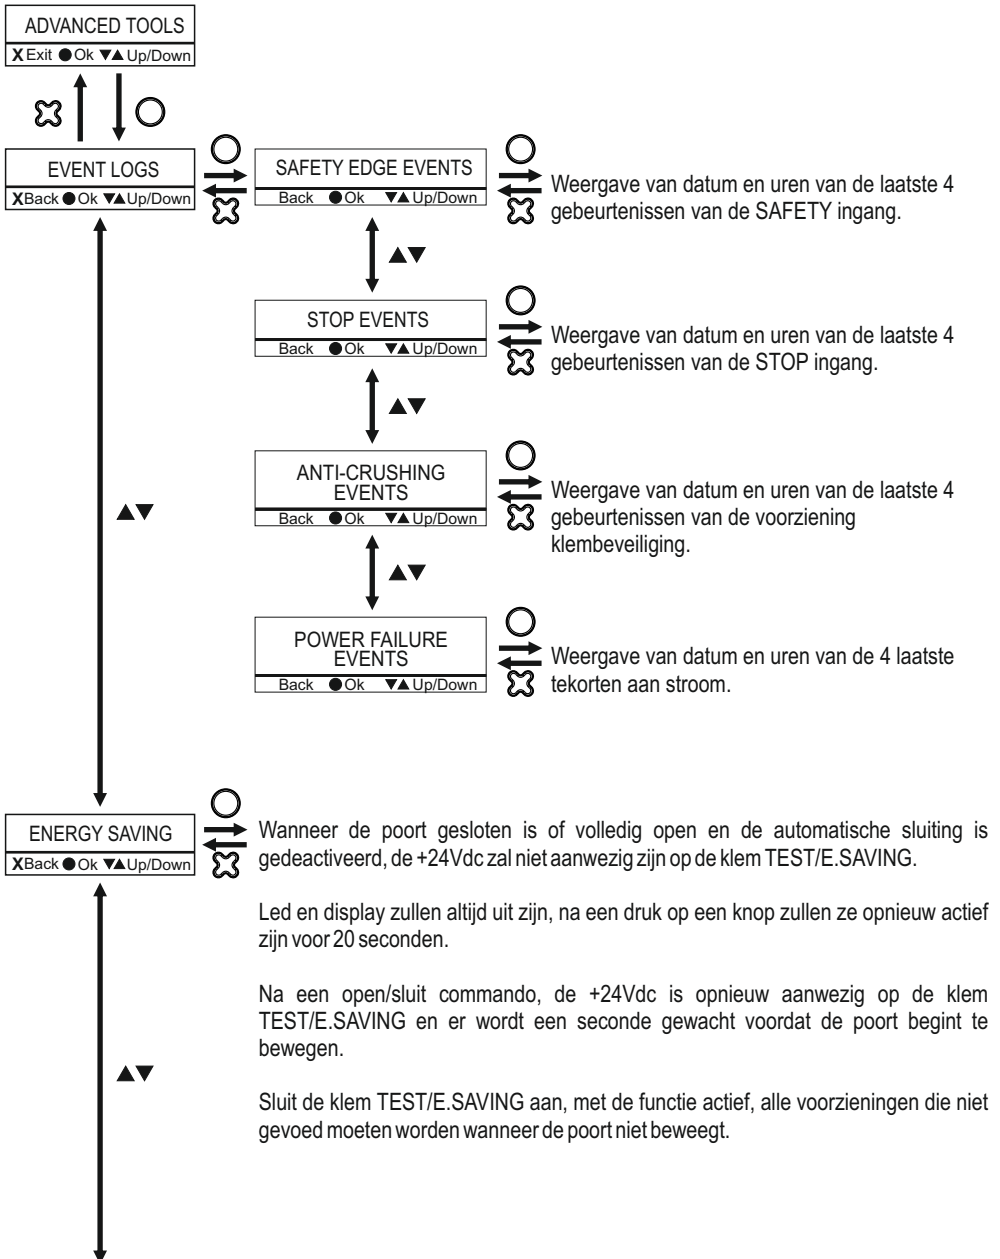 ADVANCED TOOLS
X Exit ● Ok ▼▲ Up/Down
EVENT LOGS
X Back ● Ok ▼▲ Up/Down
SAFETY EDGE EVENTS
Back ● Ok ▼▲ Up/Down
Weergave van datum en uren van de laatste 4
gebeurtenissen van de SAFETY ingang.
▲▼
STOP EVENTS
Back ● Ok ▼▲ Up/Down
Weergave van datum en uren van de laatste 4
gebeurtenissen van de STOP ingang.
▲▼
ANTI-CRUSHING
EVENTS
Back ● Ok ▼▲ Up/Down
Weergave van datum en uren van de laatste 4
gebeurtenissen van de voorziening
klembeveiliging.
▲▼
▲▼
POWER FAILURE
EVENTS
Back ● Ok ▼▲ Up/Down
Weergave van datum en uren van de 4 laatste
tekorten aan stroom.
ENERGY SAVING
X Back ● Ok ▼▲ Up/Down
Wanneer de poort gesloten is of volledig open en de automatische sluiting is
gedeactiveerd, de +24Vdc zal niet aanwezig zijn op de klem TEST/E.SAVING.
Led en display zullen altijd uit zijn, na een druk op een knop zullen ze opnieuw actief
zijn voor 20 seconden.
Na een open/sluit commando, de +24Vdc is opnieuw aanwezig op de klem
TEST/E.SAVING en er wordt een seconde gewacht voordat de poort begint te
bewegen.
▲▼
Sluit de klem TEST/E.SAVING aan, met de functie actief, alle voorzieningen die niet
gevoed moeten worden wanneer de poort niet beweegt.